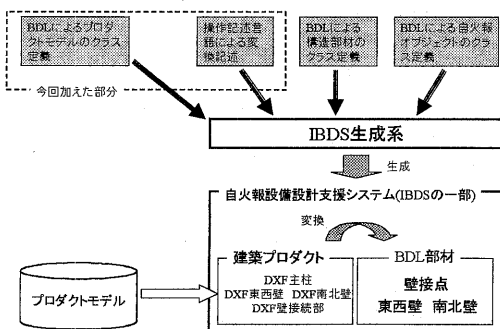 BDLによるプロ
ダクトモデルのクラス
定義
操作記述言
語による変
換記述
BDLによる
構造部材の
クラス定義
BDLによる自火報
オブジェクトのクラ
ス定義
今回加えた部分
IBDS生成系
生成
自火報設備設計支援システム(IBDSの一部)
変換
建築プロダクト
DXF主柱
DXF東西壁 DXF南北壁
DXF壁接続部
BDL部材
壁接点
東西壁 南北壁
プロダクトモデル